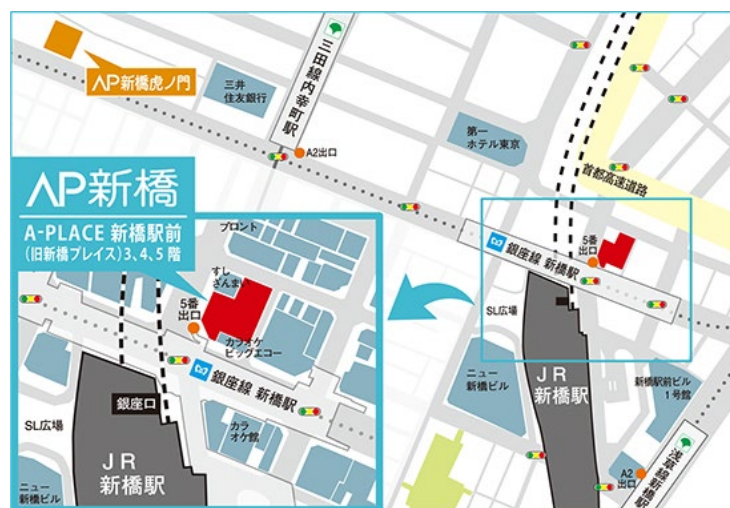 AP新橋虎ノ門
三井
住友銀行
三田線内幸町駅
A2出口
第一
ホテル東京
首都高速道路
AP新橋
A-PLACE 新橋駅前
(旧新橋プレイス)3、4、5階
プロント
すし
ざんまい
5番
出口
カラオケ
ビッグエコー
銀座線 新橋駅
銀座口
SL広場
カラ
オケ館
JR
新橋駅
ニュー
新橋ビル
5番
出口
銀座線 新橋駅
SL広場
ニュー
新橋ビル
JR
新橋駅
新橋駅前ビル
1号館
A2
出口
浅草線新橋駅